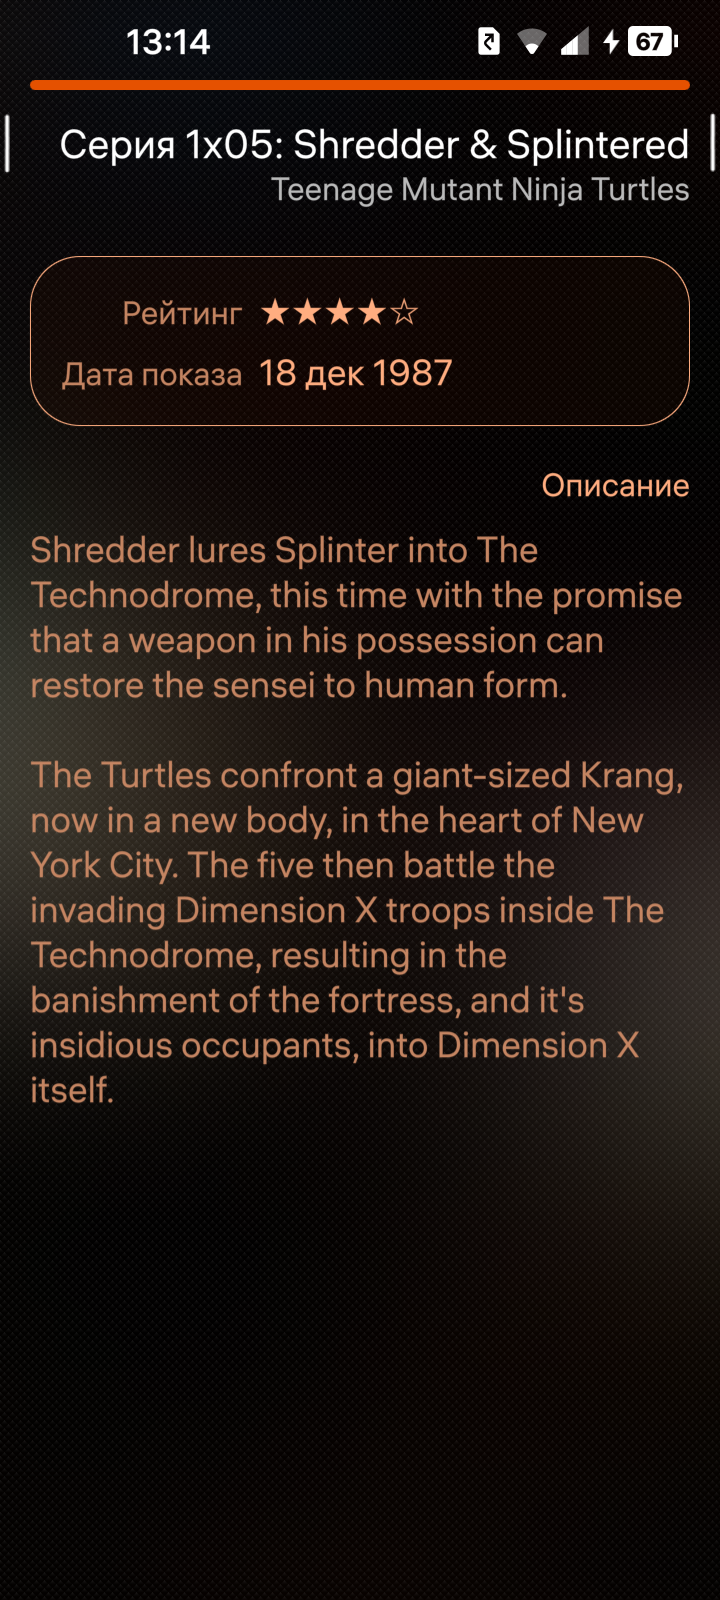 13:14
67
Серия 1x05: Shredder & Splintered
Teenage Mutant Ninja Turtles
Рейтинг ★★★★☆
Дата показа 18 дек 1987
Описание
Shredder lures Splinter into The
Technodrome, this time with the promise
that a weapon in his possession can
restore the sensei to human form.
The Turtles confront a giant-sized Krang,
now in a new body, in the heart of New
York City. The five then battle the
invading Dimension X troops inside The
Technodrome, resulting in the
banishment of the fortress, and it's
insidious occupants, into Dimension X
itself.